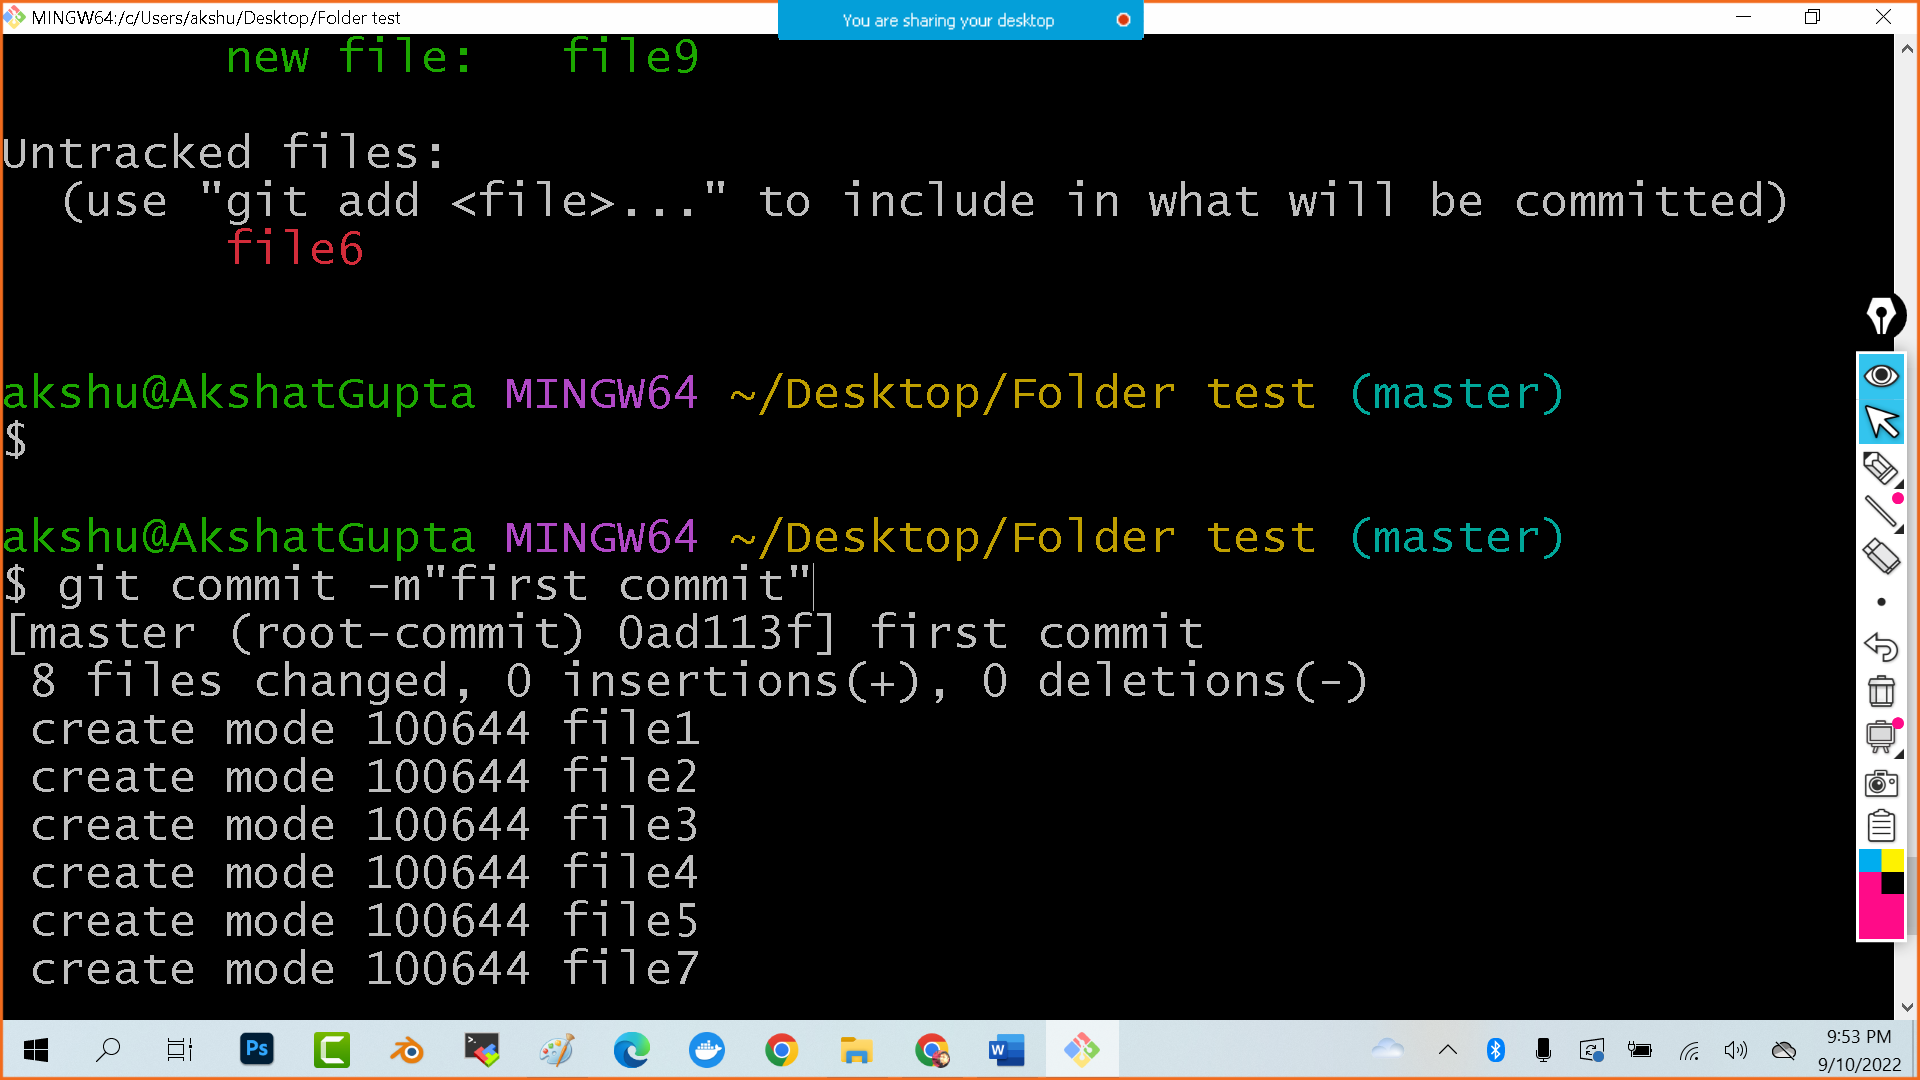 MINGW64:/c/Users/akshu/Desktop/Folder test
You are sharing your desktop
new file:   file9
Untracked files:
  (use "git add <file>..." to include in what will be committed)
        file6
akshu@AkshatGupta MINGW64 ~/Desktop/Folder test (master)
$
akshu@AkshatGupta MINGW64 ~/Desktop/Folder test (master)
$ git commit -m"first commit"
[master (root-commit) 0ad113f] first commit
 8 files changed, 0 insertions(+), 0 deletions(-)
 create mode 100644 file1
 create mode 100644 file2
 create mode 100644 file3
 create mode 100644 file4
 create mode 100644 file5
 create mode 100644 file7
Ps
C
W
9:53 PM
9/10/2022